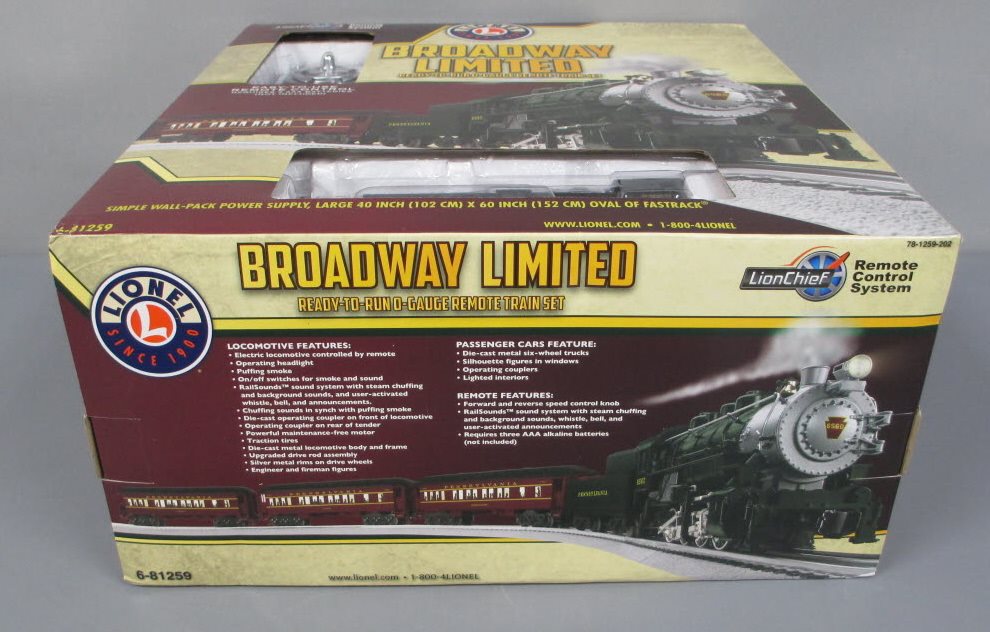 BROADWAY
LIMITED
PENNSYLVANIA
SIMPLE WALL-PACK POWER SUPPLY, LARGE 40 INCH (102 CM) X 60 INCH (152 CM) OVAL OF FASTRACK®
6-81259
WWW.LIONEL.COM • 1-800-4LIONEL
78-1259-202
BROADWAY LIMITED
READY-TO-RUN O-GAUGE REMOTE TRAIN SET
LionChief
Remote
Control
System
LIONEL
L
SINCE 1900
LOCOMOTIVE FEATURES:
• Electric locomotive controlled by remote
• Operating headlight
• Puffing smoke
• On/off switches for smoke and sound
• RailSounds™ sound system with steam chuffing
and background sounds, and user-activated
whistle, bell, and announcements.
• Chuffing sounds in synch with puffing smoke
• Die-cast operating coupler on front of locomotive
• Operating coupler on rear of tender
• Powerful maintenance-free motor
• Traction tires
• Die-cast metal locomotive body and frame
• Upgraded drive rod assembly
• Silver metal rims on drive wheels
• Engineer and fireman figures
PASSENGER CARS FEATURE:
• Die-cast metal six-wheel trucks
• Silhouette figures in windows
• Operating couplers
• Lighted interiors
REMOTE FEATURES:
• Forward and reverse speed control knob
• RailSounds™ sound system with steam chuffing
and background sounds, whistle, bell, and
user-activated announcements
• Requires three AAA alkaline batteries
(not included)
6560
PENNSYLVANIA
PENNSYLVANIA
PENNSYLVANIA
PENNSYLVANIA
6-81259
www.lionel.com • 1-800-4LIONEL